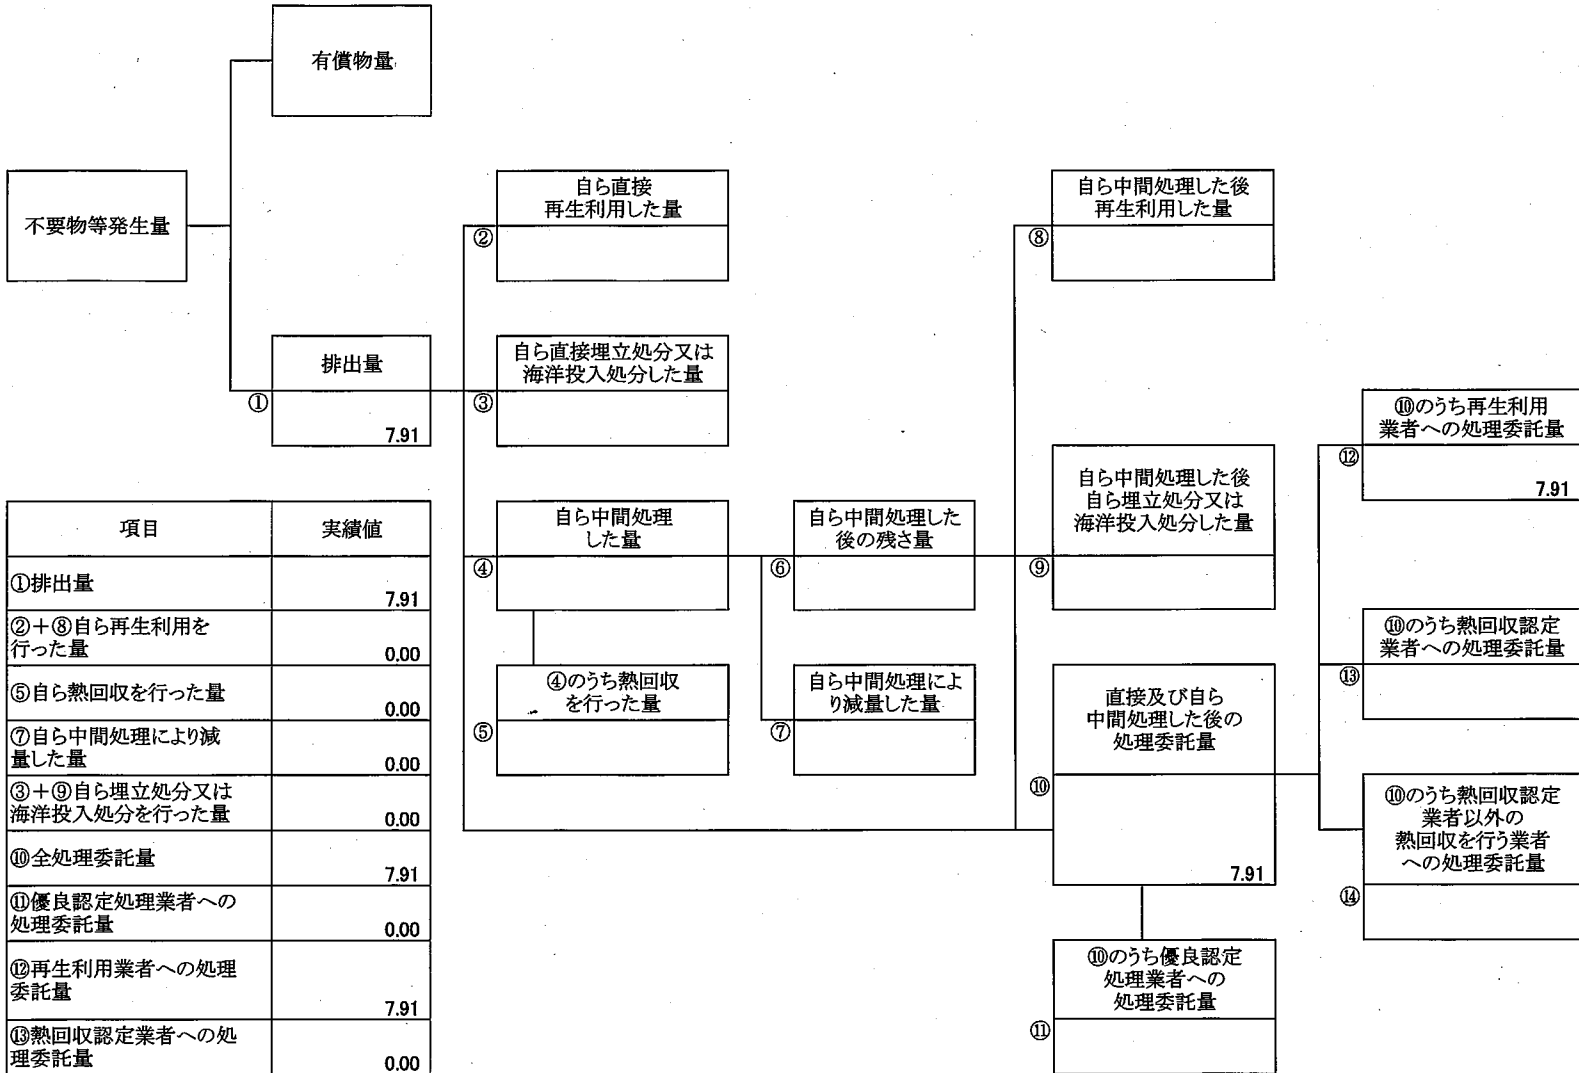 有償物量
不要物等発生量
自ら直接
再生利用した量
②
自ら中間処理した後
再生利用した量
⑧
排出量
①
7.91
自ら直接埋立処分又は
海洋投入処分した量
③
⑩のうち再生利用
業者への処理委託量
⑫
7.91
自ら中間処理
した量
④
自ら中間処理した
後の残さ量
⑥
自ら中間処理した後
自ら埋立処分又は
海洋投入処分した量
⑨
④のうち熱回収
を行った量
⑤
自ら中間処理によ
り減量した量
⑦
直接及び自ら
中間処理した後の
処理委託量
⑩
7.91
⑩のうち熱回収認定
業者への処理委託量
⑬
⑩のうち熱回収認定
業者以外の
熱回収を行う業者
への処理委託量
⑭
⑩のうち優良認定
処理業者への
処理委託量
⑪
項目 実績値
①排出量
7.91
②+⑧自ら再生利用を
行った量
0.00
⑤自ら熱回収を行った量
0.00
⑦自ら中間処理により減
量した量
0.00
③+⑨自ら埋立処分又は
海洋投入処分を行った量
0.00
⑩全処理委託量
7.91
⑪優良認定処理業者への
処理委託量
0.00
⑫再生利用業者への処理
委託量
7.91
⑬熱回収認定業者への処
理委託量
0.00